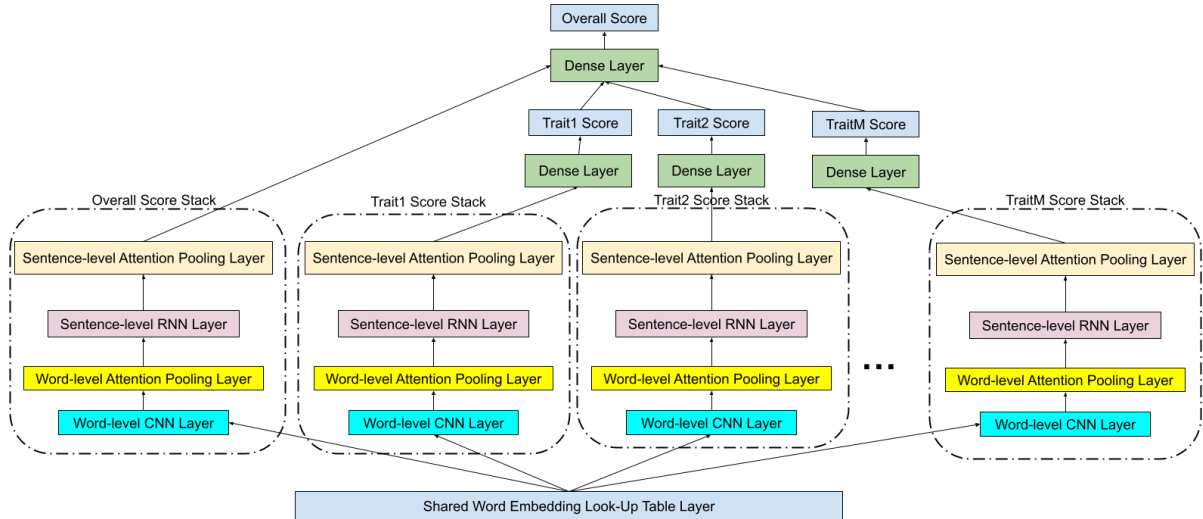 Overall Score
Dense Layer
Trait1 Score
Trait2 Score
TraitM Score
Dense Layer
Dense Layer
Dense Layer
Overall Score Stack
Trait1 Score Stack
Trait2 Score Stack
TraitM Score Stack
Sentence-level Attention Pooling Layer
Sentence-level Attention Pooling Layer
Sentence-level Attention Pooling Layer
Sentence-level Attention Pooling Layer
Sentence-level RNN Layer
Sentence-level RNN Layer
Sentence-level RNN Layer
Sentence-level RNN Layer
Word-level Attention Pooling Layer
Word-level Attention Pooling Layer
Word-level Attention Pooling Layer
...
Word-level Attention Pooling Layer
Word-level CNN Layer
Word-level CNN Layer
Word-level CNN Layer
Word-level CNN Layer
Shared Word Embedding Look-Up Table Layer